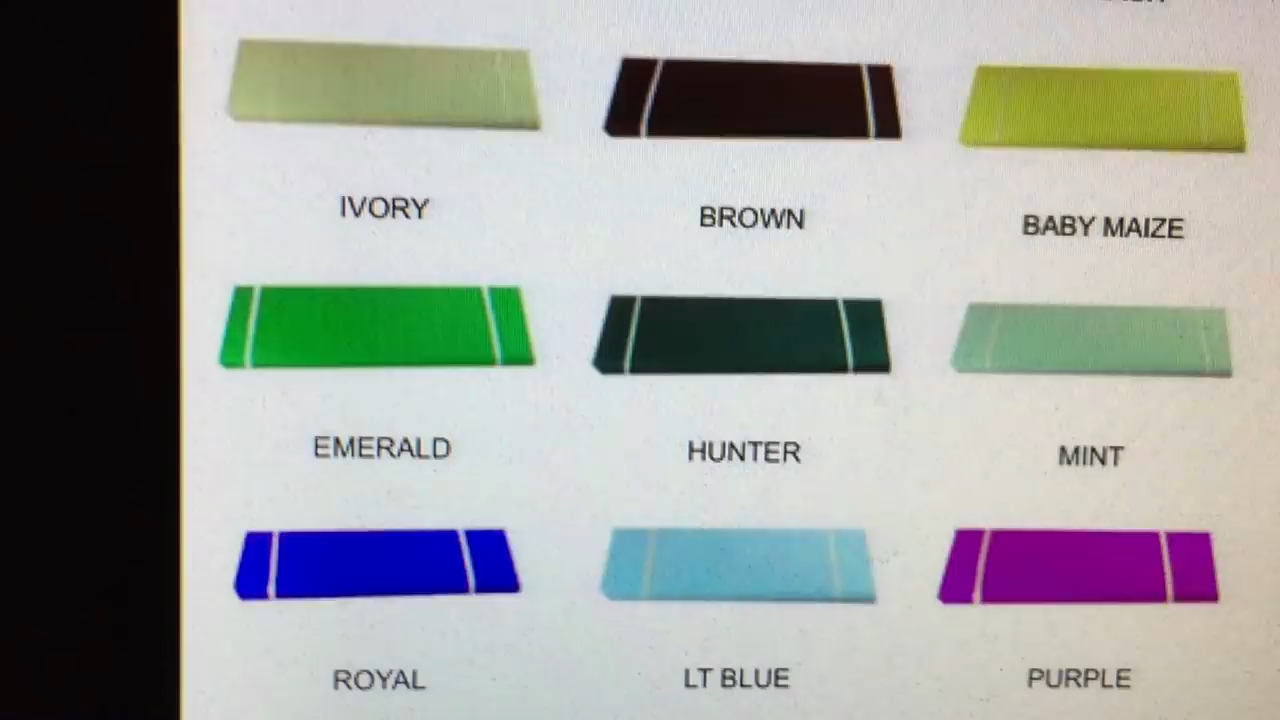 IVORY
BROWN
BABY MAIZE
EMERALD
HUNTER
MINT
ROYAL
LT BLUE
PURPLE